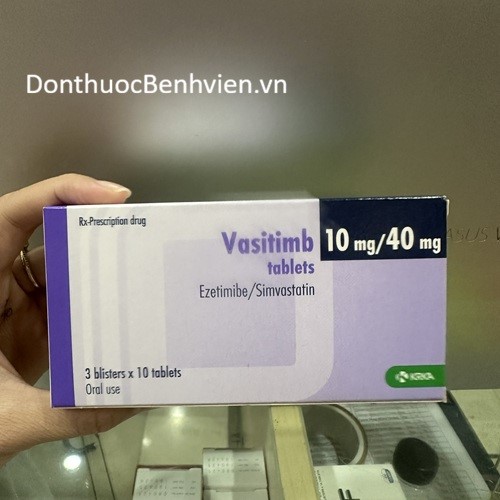 DonthuocBenhvien.vn
Rx-Prescription drug
Vasitimb 10 mg/40 mg
tablets
Ezetimibe/Simvastatin
3 blisters x 10 tablets
Oral use
KRKA